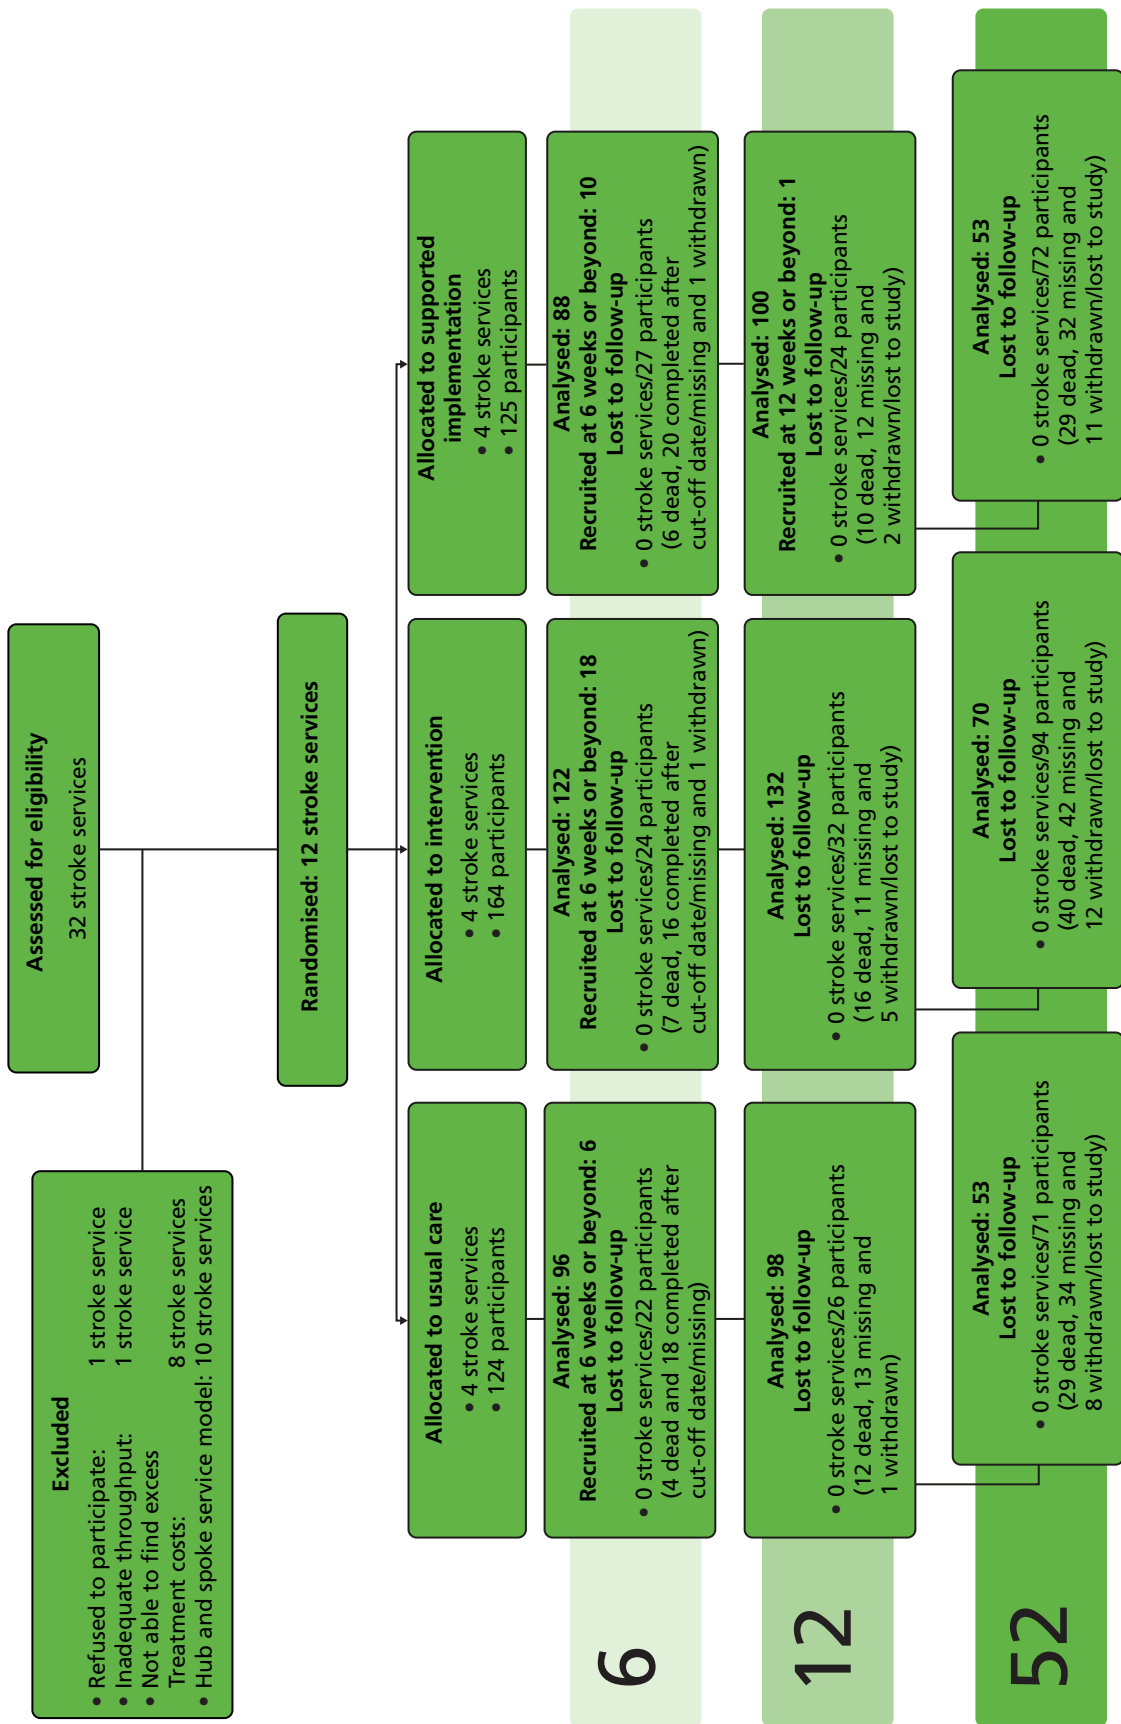 Assessed for eligibility
32 stroke services
Excluded
• Refused to participate: 1 stroke service
• Inadequate throughput: 1 stroke service
• Not able to find excess
Treatment costs: 8 stroke services
• Hub and spoke service model: 10 stroke services
Randomised: 12 stroke services
Allocated to usual care
• 4 stroke services
• 124 participants
Allocated to intervention
• 4 stroke services
• 164 participants
Allocated to supported
implementation
• 4 stroke services
• 125 participants
6
Analysed: 96
Recruited at 6 weeks or beyond: 6
Lost to follow-up
• 0 stroke services/22 participants
(4 dead and 18 completed after
cut-off date/missing)
Analysed: 122
Recruited at 6 weeks or beyond: 18
Lost to follow-up
• 0 stroke services/24 participants
(7 dead, 16 completed after
cut-off date/missing and 1 withdrawn)
Analysed: 88
Recruited at 6 weeks or beyond: 10
Lost to follow-up
• 0 stroke services/27 participants
(6 dead, 20 completed after
cut-off date/missing and 1 withdrawn)
12
Analysed: 98
Lost to follow-up
• 0 stroke services/26 participants
(12 dead, 13 missing and
1 withdrawn)
Analysed: 132
Lost to follow-up
• 0 stroke services/32 participants
(16 dead, 11 missing and
5 withdrawn/lost to study)
Analysed: 100
Recruited at 12 weeks or beyond: 1
Lost to follow-up
• 0 stroke services/24 participants
(10 dead, 12 missing and
2 withdrawn/lost to study)
52
Analysed: 53
Lost to follow-up
• 0 stroke services/71 participants
(29 dead, 34 missing and
8 withdrawn/lost to study)
Analysed: 70
Lost to follow-up
• 0 stroke services/94 participants
(40 dead, 42 missing and
12 withdrawn/lost to study)
Analysed: 53
Lost to follow-up
• 0 stroke services/72 participants
(29 dead, 32 missing and
11 withdrawn/lost to study)